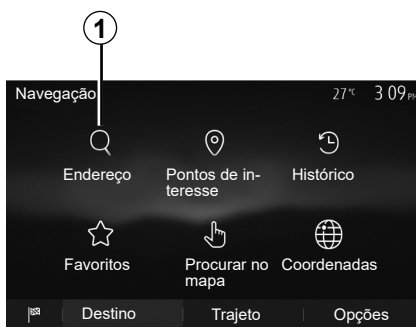 1
Navegação 27°C 3 09 PM
Endereço Pontos de in-
teresse Histórico
Favoritos Procurar no
mapa Coordenadas
Destino Trajeto Opções